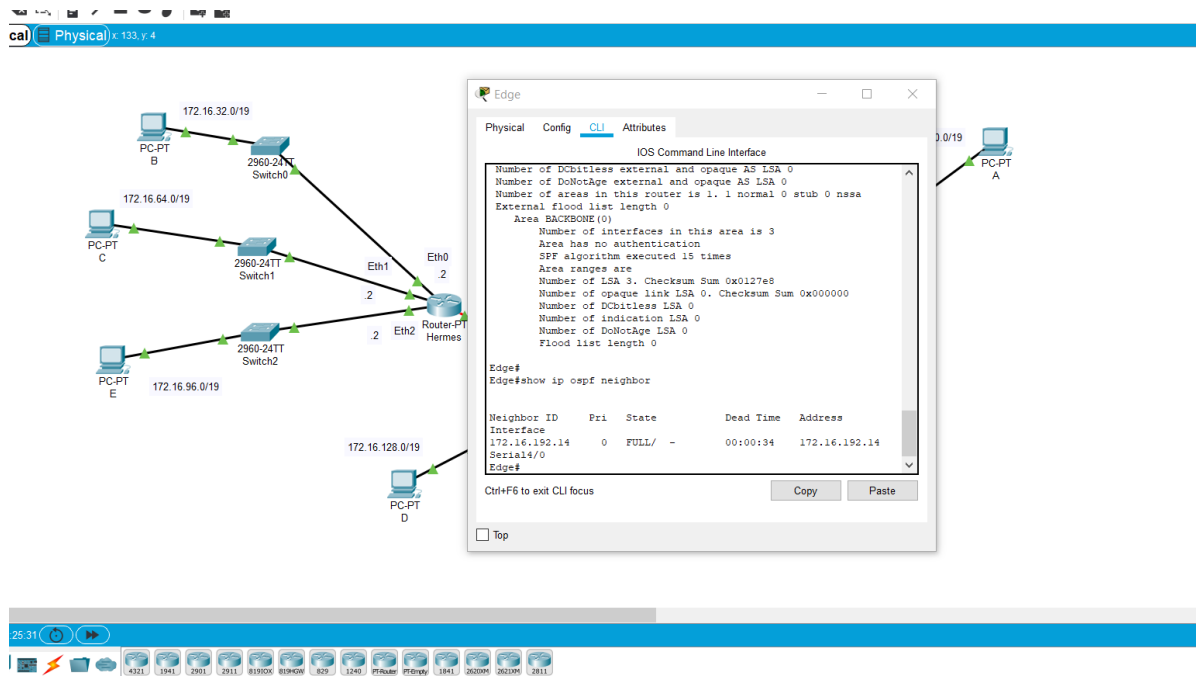 cal) Physical x: 133, y: 4
172.16.32.0/19
PC-PT
B
2960-24TT
Switch0
172.16.64.0/19
PC-PT
C
2960-24TT
Switch1
Eth1
Eth0
.2
.2
.2
Eth2
Router-PT
Hermes
2960-24TT
Switch2
PC-PT
E
172.16.96.0/19
172.16.128.0/19
PC-PT
D
0.0/19
PC-PT
A
Edge
Physical Config CLI Attributes
IOS Command Line Interface
Number of DCbitless external and opaque AS LSA 0
Number of DoNotAge external and opaque AS LSA 0
Number of areas in this router is 1. 1 normal 0 stub 0 nssa
External flood list length 0
Area BACKBONE(0)
Number of interfaces in this area is 3
Area has no authentication
SPF algorithm executed 15 times
Area ranges are
Number of LSA 3. Checksum Sum 0x0127e8
Number of opaque link LSA 0. Checksum Sum 0x000000
Number of DCbitless LSA 0
Number of indication LSA 0
Number of DoNotAge LSA 0
Flood list length 0
Edge#
Edge#show ip ospf neighbor
Neighbor ID Pri State Dead Time Address
Interface
172.16.192.14 0 FULL/ - 00:00:34 172.16.192.14
Serial4/0
Edge#
Ctrl+F6 to exit CLI focus Copy Paste
Top
:25:31
4321 1941 2901 2911 819IOX 819HGW 829 1240 PT-Router PT-Empty 1841 2620XM 2621XM 2811